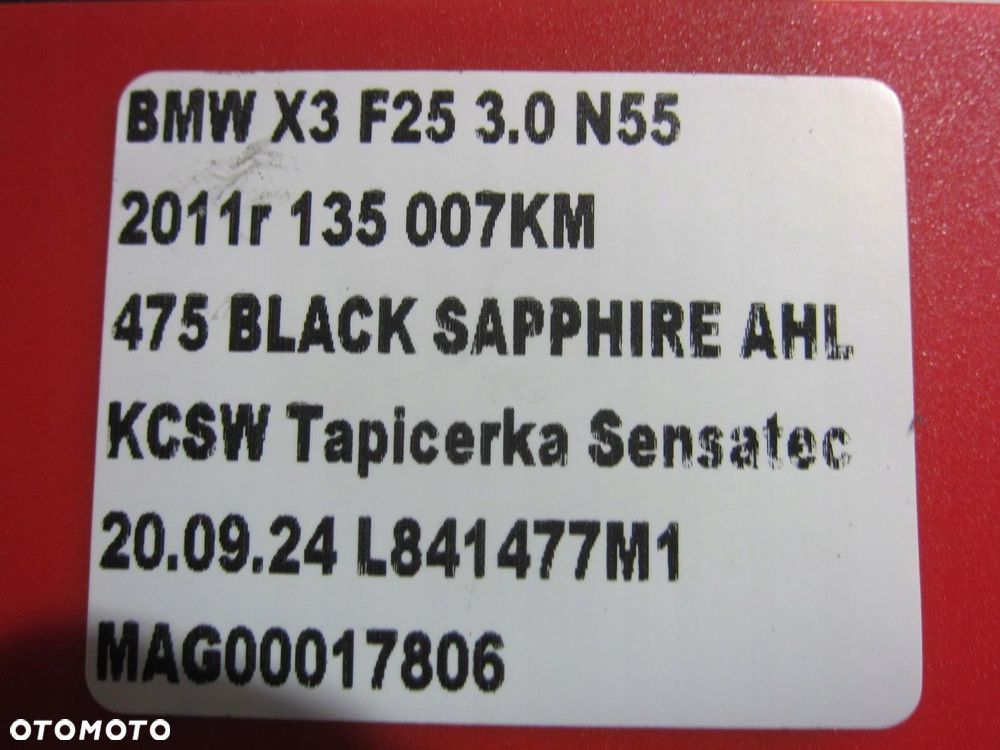 BMW X3 F25 3.0 N55
2011r 135 007KM
475 BLACK SAPPHIRE AHL
KCSW Tapicerka Sensatec
20.09.24 L841477M1
MAG00017806
OTOMOTO